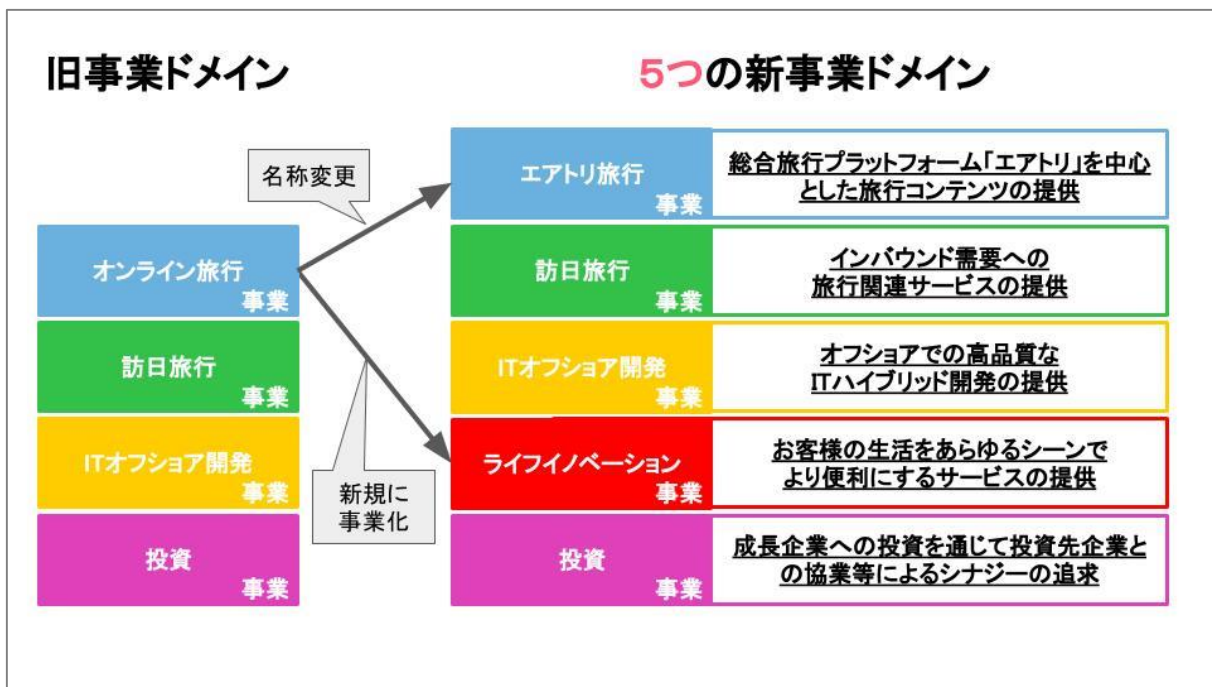 旧事業ドメイン
5つの新事業ドメイン
名称変更
オンライン旅行
事業
訪日旅行
事業
ITオフショア開発
事業
投資
事業
新規に
事業化
エアトリ旅行
事業
総合旅行プラットフォーム「エアトリ」を中心
とした旅行コンテンツの提供
訪日旅行
事業
インバウンド需要への
旅行関連サービスの提供
ITオフショア開発
事業
オフショアでの高品質な
ITハイブリッド開発の提供
ライフイノベーション
事業
お客様の生活をあらゆるシーンで
より便利にするサービスの提供
投資
事業
成長企業への投資を通じて投資先企業と
の協業等によるシナジーの追求